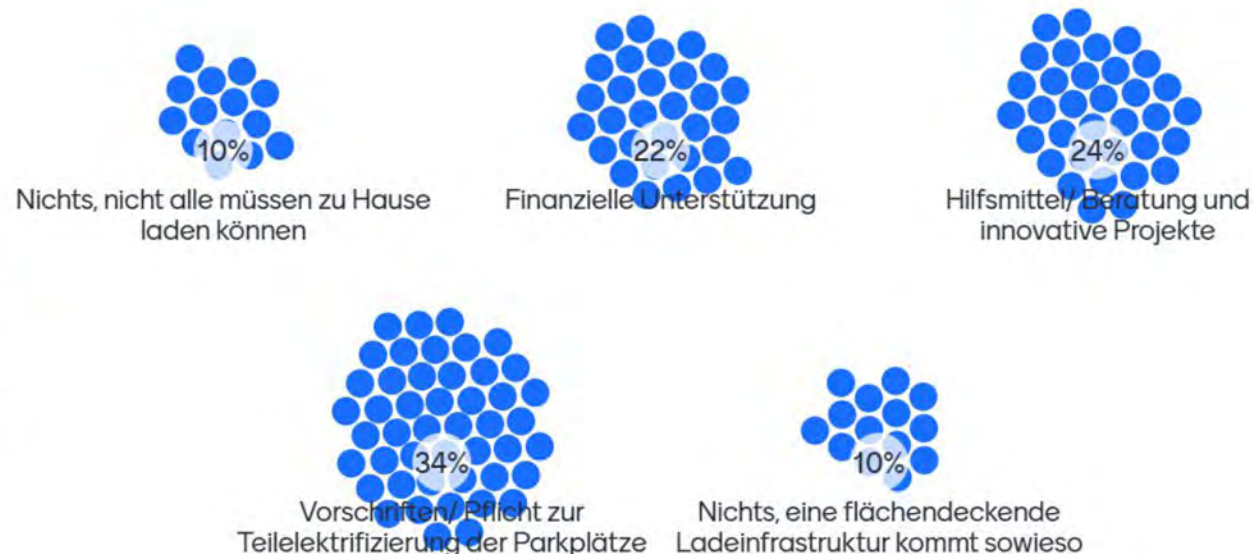 10%
Nichts, nicht alle müssen zu Hause
laden können
22%
Finanzielle Unterstützung
24%
Hilfsmittel/ Beratung und
innovative Projekte
34%
Vorschriften/ Pflicht zur
Teilelektrifizierung der Parkplätze
10%
Nichts, eine flächendeckende
Ladeinfrastruktur kommt sowieso